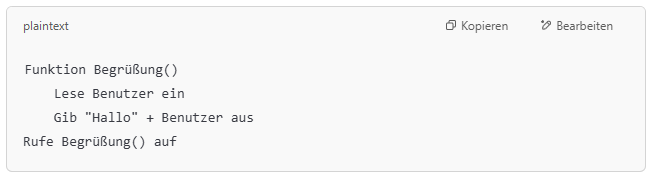 plaintext Kopieren Bearbeiten
Funktion Begrüßung()
Lese Benutzer ein
Gib "Hallo" + Benutzer aus
Rufe Begrüßung() auf